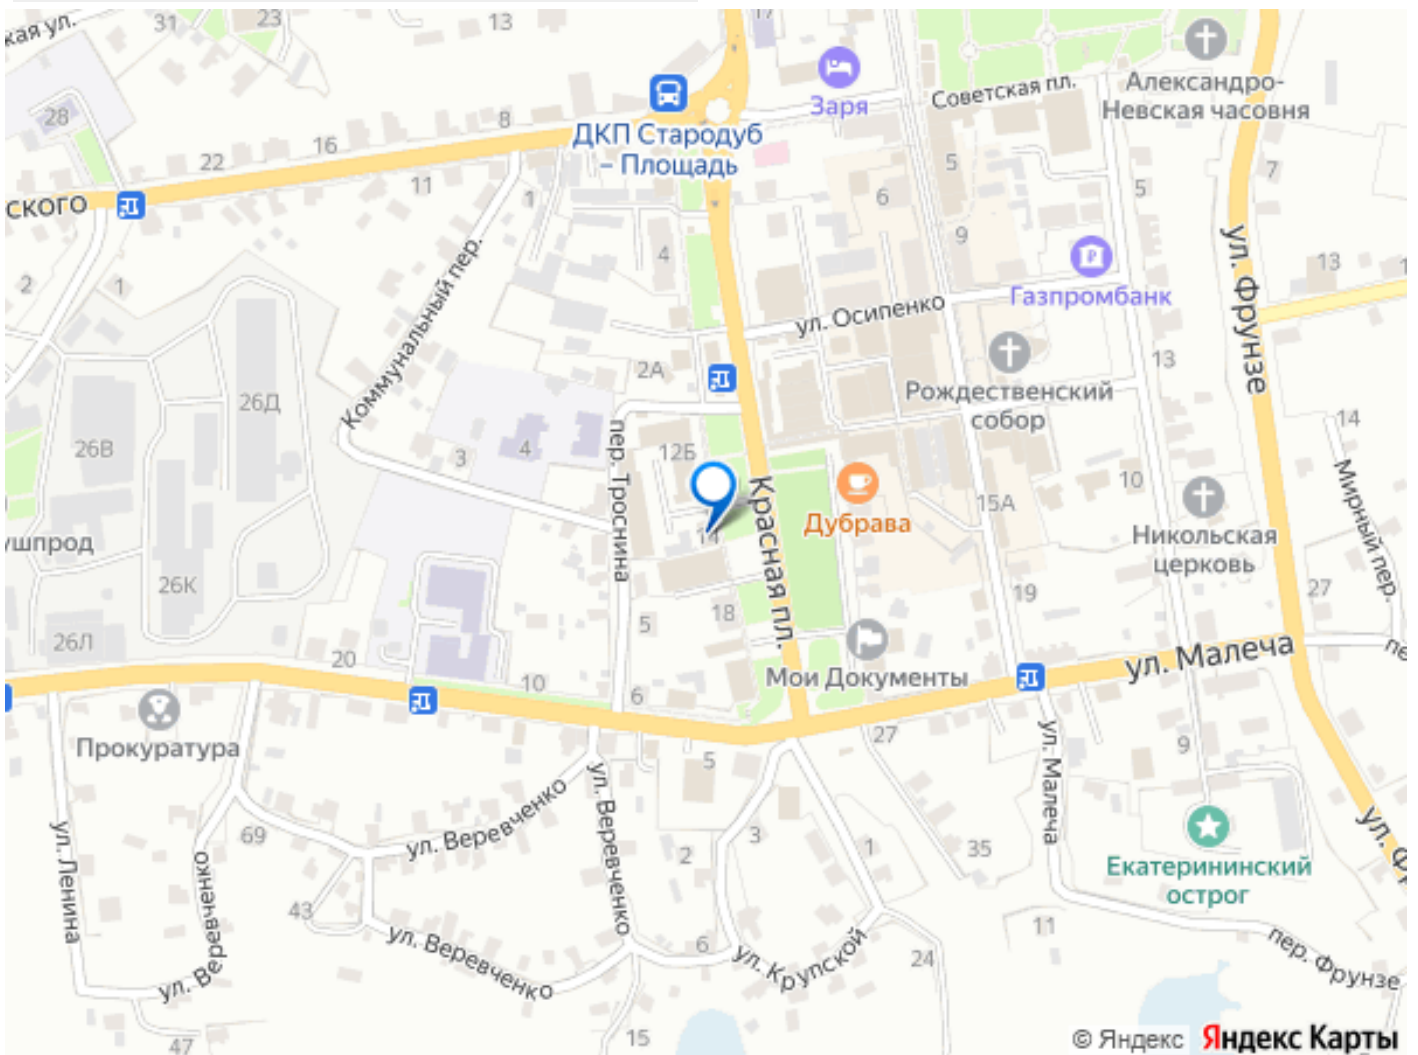 31
23
13
17
кая ул.
Заря
Советская пл.
Александро-
Невская часовня
28
8
16
22
11
1
ДКП Стародуб
– Площадь
5
6
5
7
ского
Коммунальный пер.
4
9
ул. Фрунзе
2
1
13
1
Газпромбанк
ул. Осипенко
2А
13
Рождественский
собор
26Д
26В
14
3
4
пер. Троснина
12Б
10
Мирный пер.
15А
Красная пл.
Дубрава
14
Никольская
церковь
ушпрод
26К
27
19
5
18
26Л
20
10
6
Мои Документы
ул. Малеча
пе
Прокуратура
27
5
9
ул. Малеча
ул. Ленина
69
ул. Веревченко
ул. Веревченко
3
2
1
35
Екатерининский
острог
ул. Ф
43
ул. Веревченко
ул. Веревченко
6
ул. Крупской
24
11
пер. Фрунзе
47
15
© Яндекс Яндекс Карты